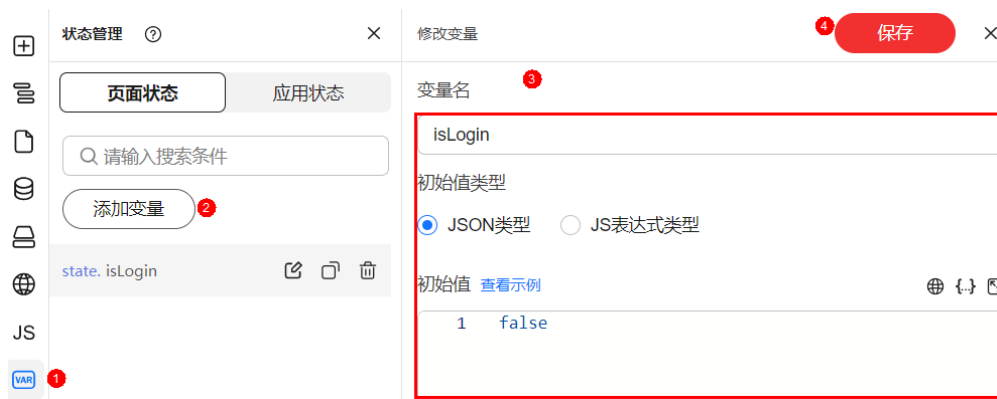 状态管理
页面状态
应用状态
请输入搜索条件
添加变量
2
state. isLogin
JS
VAR
1
修改变量
4
保存
变量名
3
isLogin
初始值类型
JSON类型
JS表达式类型
初始值 查看示例
{..}
1 false